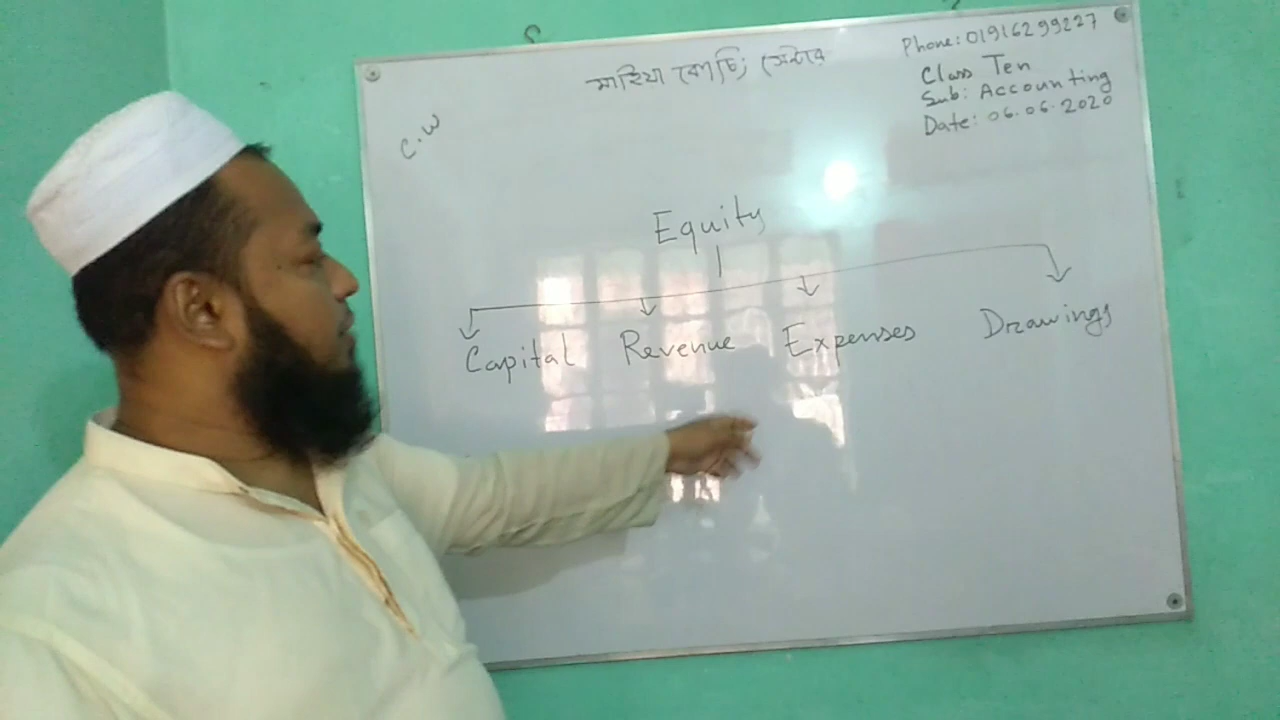 মারিয়া কোচিং সেন্টার
Phone: 01916299227
Class Ten
Sub: Accounting
Date: 06.06.2020
C.W
Equity
Capital Revenue Expenses Drawings